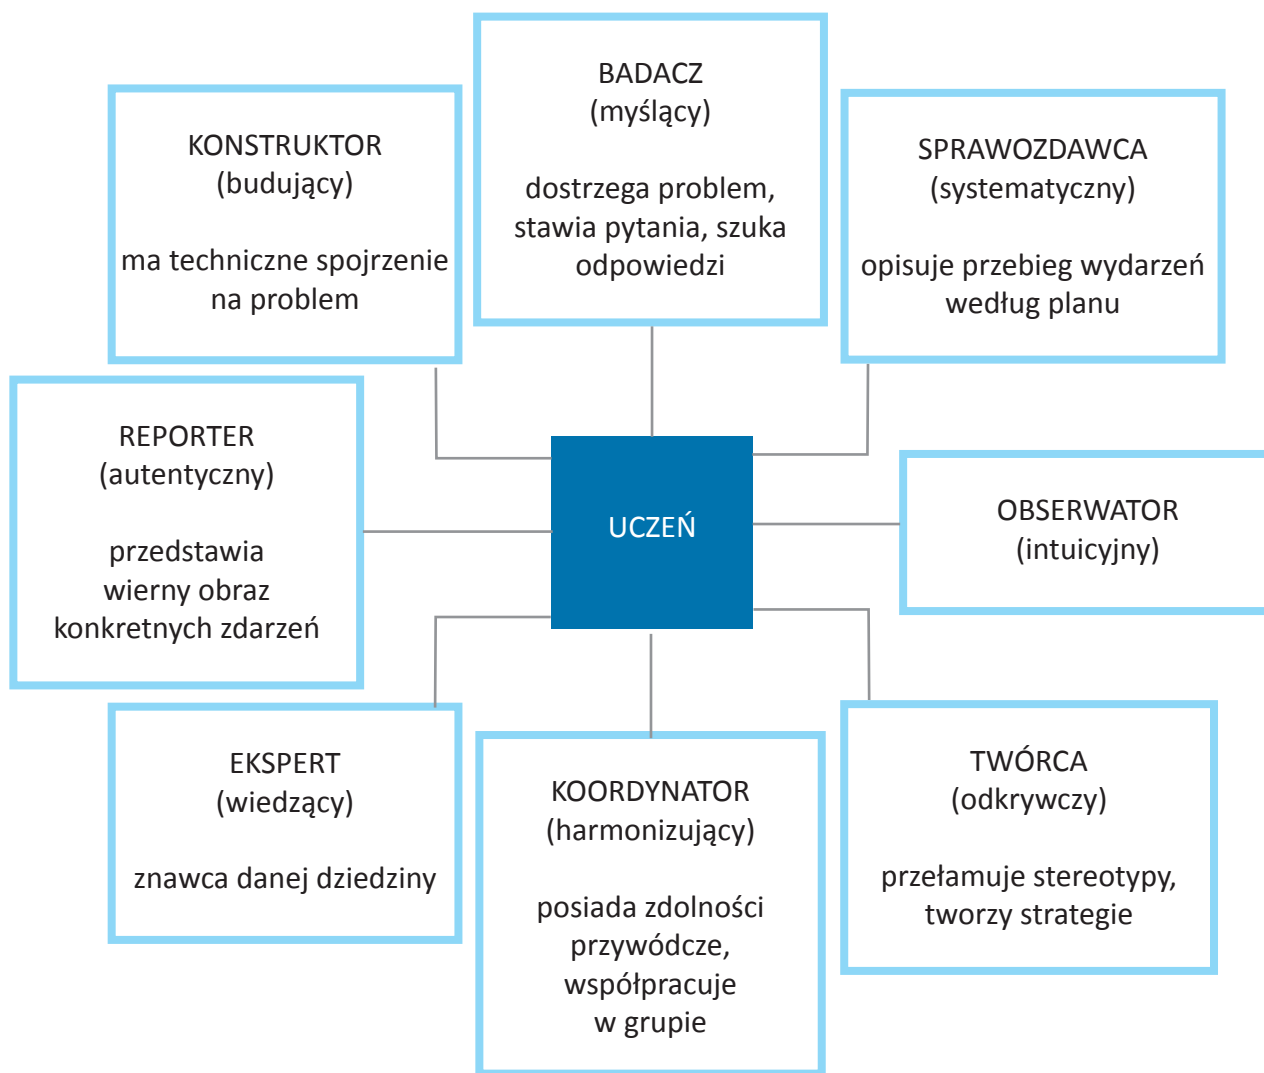 BADACZ
(myślący)
dostrzega problem,
stawia pytania, szuka
odpowiedzi
KONSTRUKTOR
(budujący)
ma techniczne spojrzenie
na problem
SPRAWOZDAWCA
(systematyczny)
opisuje przebieg wydarzeń
według planu
REPORTER
(autentyczny)
przedstawia
wierny obraz
konkretnych zdarzeń
UCZEŃ
OBSERWATOR
(intuicyjny)
EKSPERT
(wiedzący)
znawca danej dziedziny
KOORDYNATOR
(harmonizujący)
posiada zdolności
przywódcze,
współpracuje
w grupie
TWÓRCA
(odkrywczy)
przełamuje stereotypy,
tworzy strategie